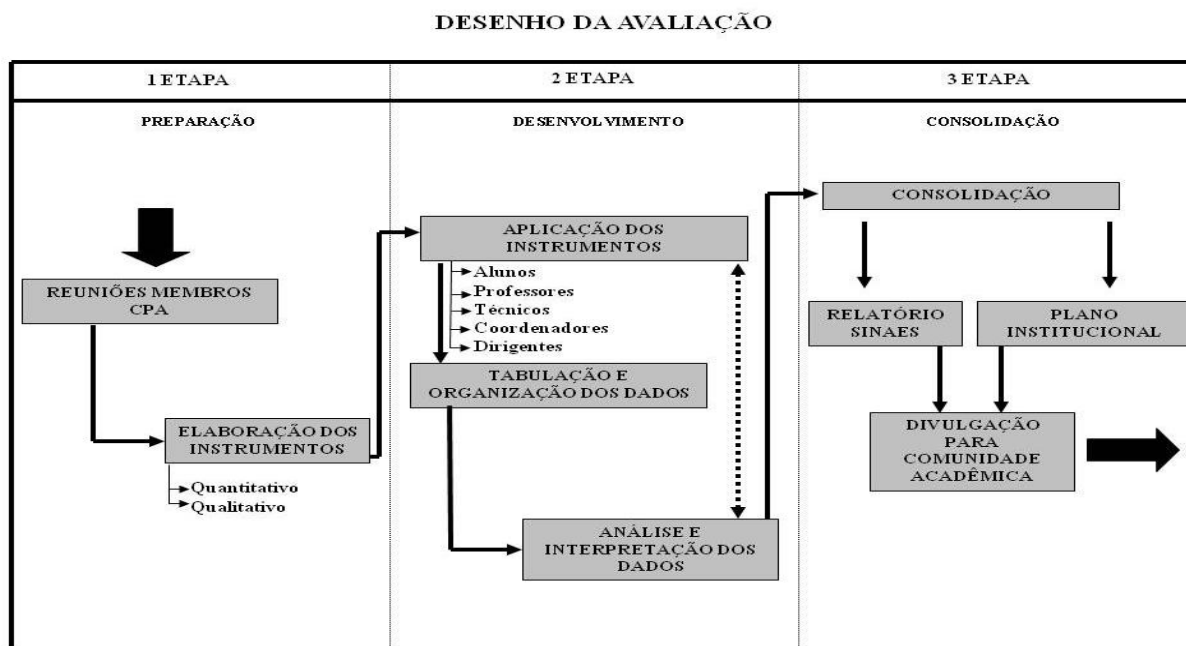 DESENHO DA AVALIAÇÃO
1 ETAPA
2 ETAPA
3 ETAPA
PREPARAÇÃO
DESENVOLVIMENTO
CONSOLIDAÇÃO
REUNIÕES MEMBROS
CPA
ELABORAÇÃO DOS
INSTRUMENTOS
Quantitativo
Qualitativo
APLICAÇÃO DOS
INSTRUMENTOS
Alunos
Professores
Técnicos
Coordenadores
Dirigentes
TABULAÇÃO E
ORGANIZAÇÃO DOS DADOS
ANÁLISE E
INTERPRETAÇÃO DOS
DADOS
CONSOLIDAÇÃO
RELATÓRIO
SINAES
PLANO
INSTITUCIONAL
DIVULGAÇÃO
PARA
COMUNIDADE
ACADÊMICA